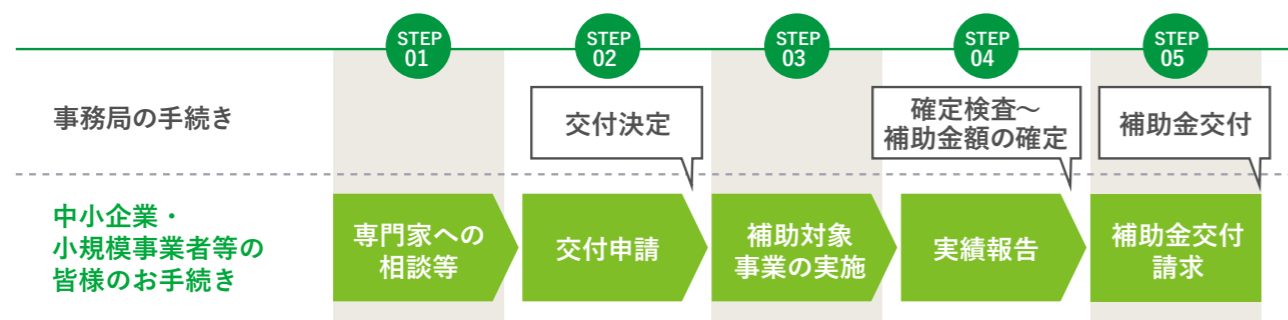 STEP
01
STEP
02
STEP
03
STEP
04
STEP
05
事務局の手続き
交付決定
確定検査～
補助金額の確定
補助金交付
中小企業・
小規模事業者等の
皆様のお手続き
専門家への
相談等
交付申請
補助対象
事業の実施
実績報告
補助金交付
請求